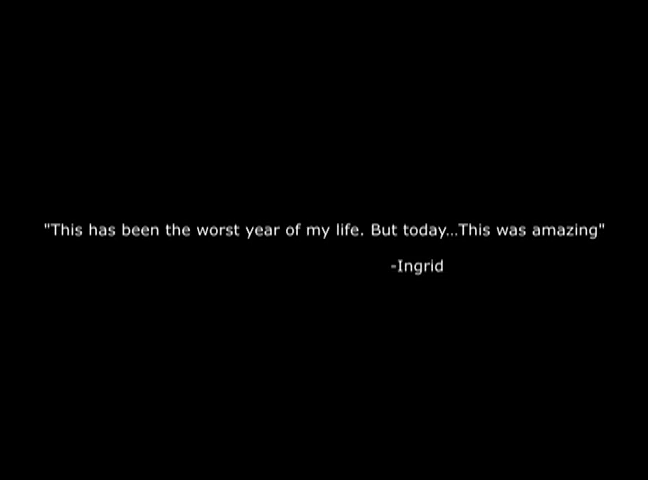 "This has been the worst year of my life. But today...This was amazing"
-Ingrid